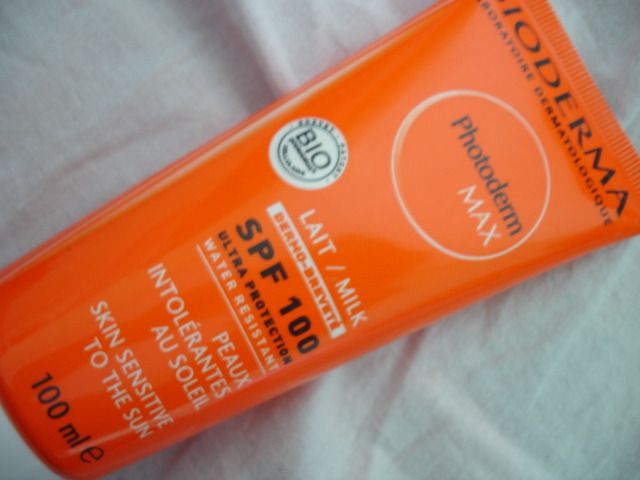 BIODERMA
LABORATOIRE DERMATOLOGIQUE
Photoderm
MAX
BREVET
BIO
LAIT / MILK
DERMO-BREVETÉ
SPF 100
ULTRA PROTECTION
WATER RESISTANT
PEAUX
INTOLÉRANTES
AU SOLEIL
SKIN SENSITIVE
TO THE SUN
100 ml e